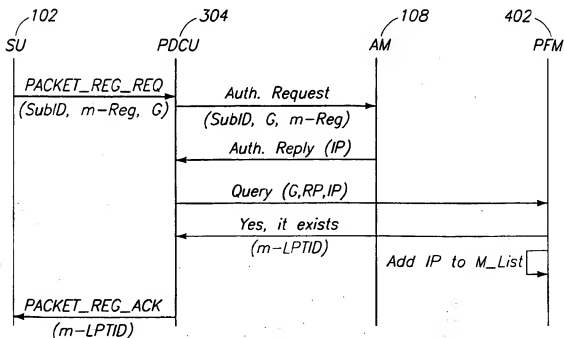 102 304 108 402
SU PDCU AM PFM
PACKET_REG_REQ
(SubID, m-Reg, G)
Auth. Request
(SubID, G, m-Reg)
Auth. Reply (IP)
Query (G,RP,IP)
Yes, it exists
(m-LPTID)
Add IP to M_List
PACKET_REG_ACK
(m-LPTID)